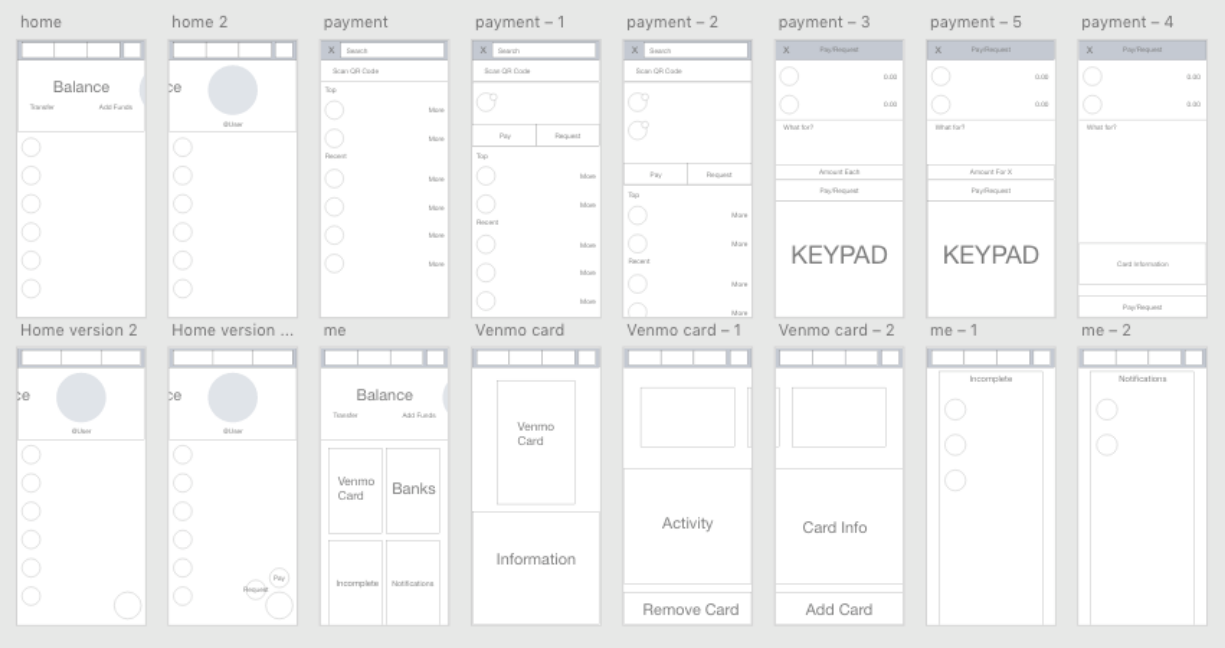 home
Balance
Transfer
Add Funds
home 2
ce
@User
payment
X
Search
Scan QR Code
Top
More
More
Recent
More
More
More
More
payment – 1
X
Search
Scan QR Code
Pay
Request
Top
More
More
Recent
More
More
More
payment – 2
X
Search
Scan QR Code
Pay
Request
Top
More
More
Recent
More
More
payment – 3
X
Pay/Request
0.00
0.00
What for?
Amount Each
Pay/Request
KEYPAD
payment – 5
X
Pay/Request
0.00
0.00
What for?
Amount For X
Pay/Request
KEYPAD
payment – 4
X
Pay/Request
0.00
0.00
What for?
Card Information
Pay/Request
Home version 2
ce
@User
Home version ...
ce
@User
Pay
Request
me
Balance
Transfer
Add Funds
Venmo
Card
Banks
Incomplete
Notifications
Venmo card
Venmo
Card
Information
Venmo card – 1
Activity
Remove Card
Venmo card – 2
Card Info
Add Card
me – 1
Incomplete
me – 2
Notifications